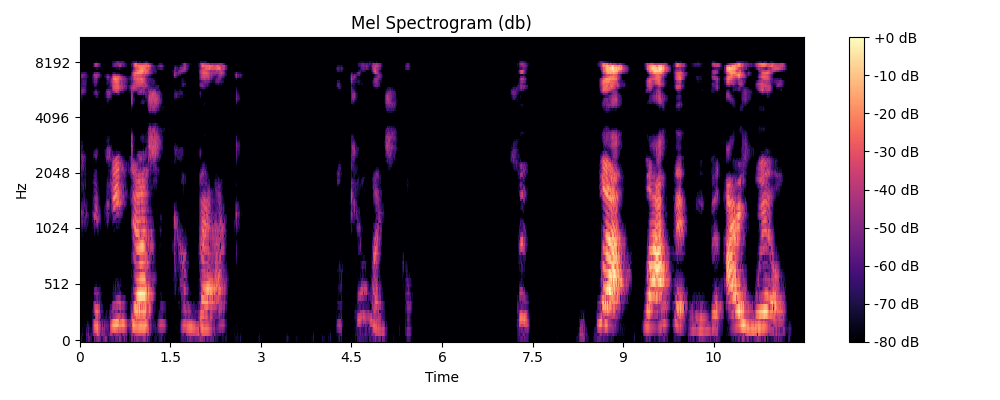 Mel Spectrogram (db)
8192
4096
2048
1024
512
0
Hz
0 1.5 3 4.5 6 7.5 9 10
Time
+0 dB
-10 dB
-20 dB
-30 dB
-40 dB
-50 dB
-60 dB
-70 dB
-80 dB